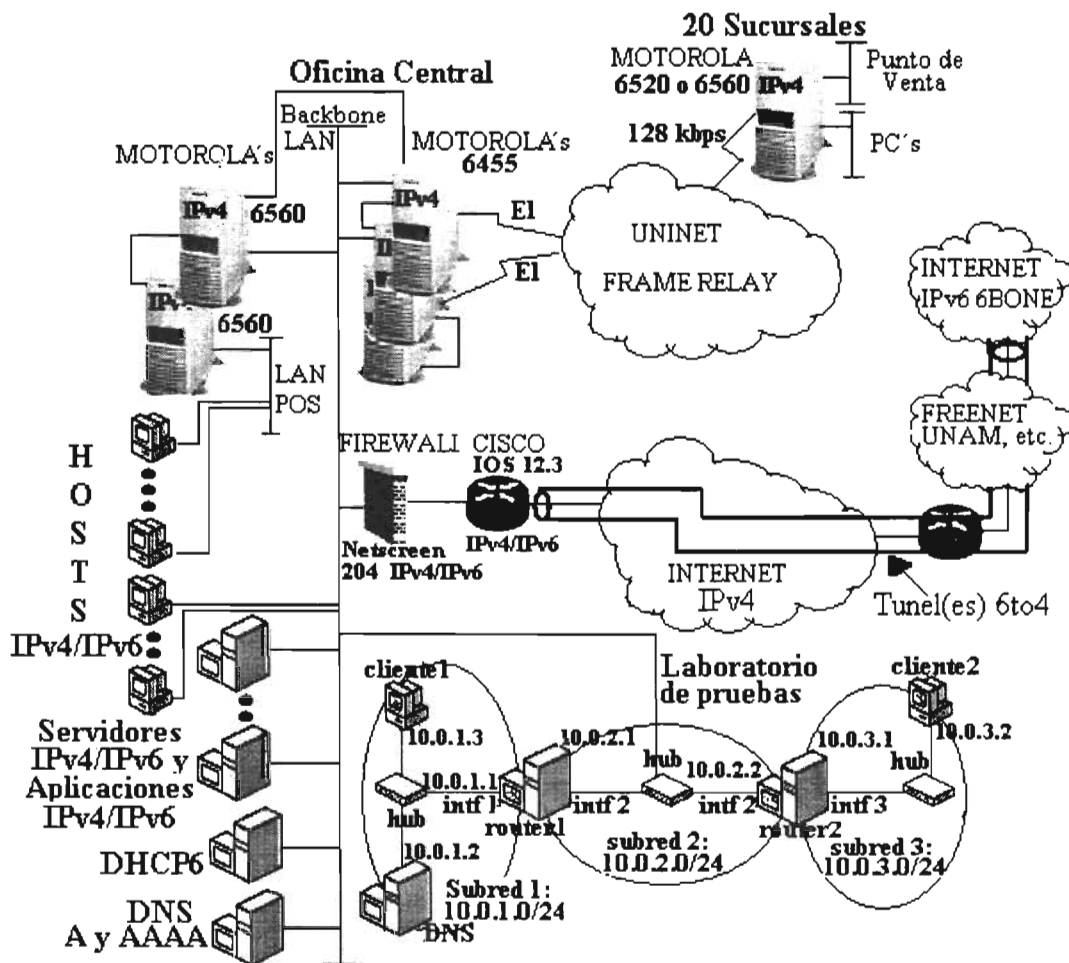 20 Sucursales
MOTOROLA
6520 o 6560
IPv4
Punto de
Venta
128 kbps
PC´s
Oficina Central
Backbone
LAN
MOTOROLA´s
6560
IPv4
MOTOROLA´s
6455
IPv4
E1
E1
UNINET
FRAME RELAY
6560
LAN
POS
INTERNET
IPv6 6BONE
FREENET
UNAM, etc.
H
O
S
T
S
IPv4/IPv6
FIREWALL
CISCO
IOS 12.3
IPv4/IPv6
Netscreen
204 IPv4/IPv6
INTERNET
IPv4
Tunel(es) 6to4
Servidores
IPv4/IPv6 y
Aplicaciones
IPv4/IPv6
DHCP6
DNS
A y AAAA
Laboratorio
de pruebas
cliente1
10.0.1.3
10.0.1.1
hub
intf 1
router1
10.0.1.2
DNS
Subred 1:
10.0.1.0/24
10.0.2.1
intf 2
hub
10.0.2.2
intf 2
router2
subred 2:
10.0.2.0/24
cliente2
10.0.3.2
10.0.3.1
hub
intf 3
subred 3:
10.0.3.0/24